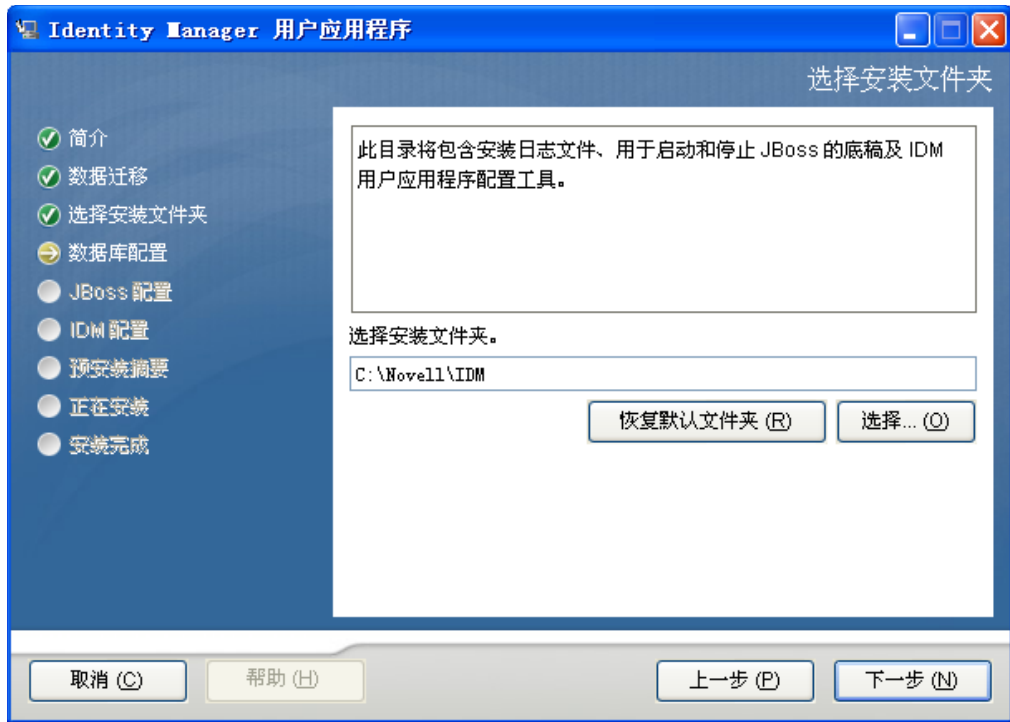 Identity Manager 用户应用程序
选择安装文件夹
简介
数据迁移
选择安装文件夹
数据库配置
JBoss 配置
IDM 配置
预安装摘要
正在安装
安装完成
此目录将包含安装日志文件、用于启动和停止 JBoss 的底稿及 IDM
用户应用程序配置工具。
选择安装文件夹。
C:\Novell\IDM
恢复默认文件夹 (R)
选择... (O)
取消 (C)
帮助 (H)
上一步 (P)
下一步 (N)